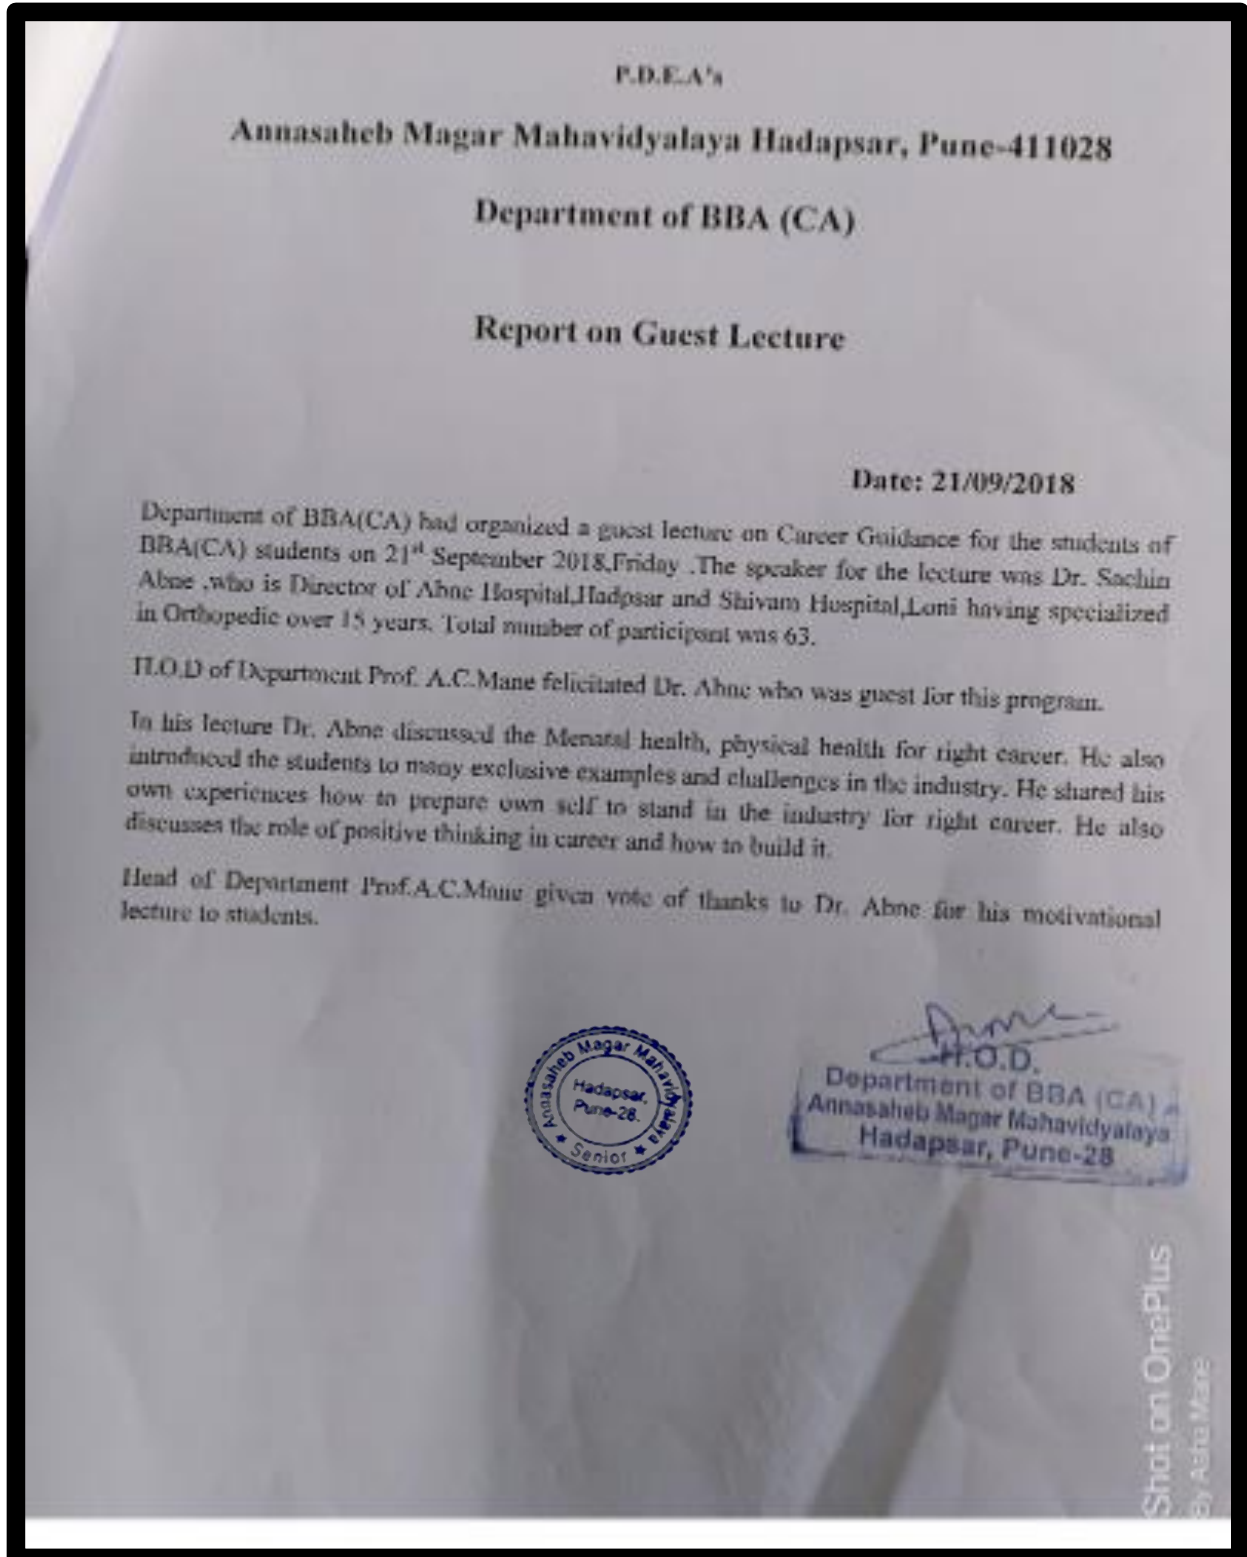 P.D.E.A's
Annasaheb Magar Mahavidyalaya Hadapsar, Pune-411028
Department of BBA (CA)
Report on Guest Lecture
Date: 21/09/2018
Department of BBA(CA) had organized a guest lecture on Career Guidance for the students of
BBA(CA) students on 21st September 2018,Friday .The speaker for the lecture was Dr. Sachin
Abne ,who is Director of Abne Hospital,Hadpsar and Shivam Hospital,Loni having specialized
in Orthopedic over 15 years. Total number of participant was 63.
H.O.D of Department Prof. A.C.Mane felicitated Dr. Abne who was guest for this program.
In his lecture Dr. Abne discussed the Menatal health, physical health for right career. He also
introduced the students to many exclusive examples and challenges in the industry. He shared his
own experiences how to prepare own self to stand in the industry for right career. He also
discusses the role of positive thinking in career and how to build it.
Head of Department Prof.A.C.Mane given vote of thanks to Dr. Abne for his motivational
lecture to students.
Annasaheb Magar Mahavidyalaya
Hadapsar,
Pune-28.
★ Senior ★
H.O.D.
Department of BBA (CA)
Annasaheb Magar Mahavidyalaya
Hadapsar, Pune-28
Shot on OnePlus
By Asha Mane